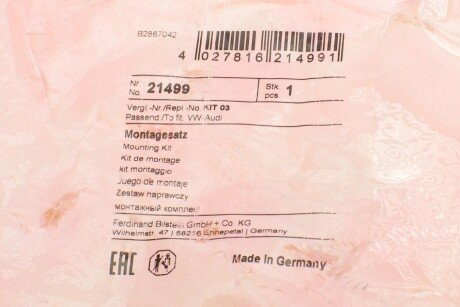 B2867042
4 027816 214991
Nr No 21499 Stk pcs 1
Vergl.-Nr./Repl.-No. KIT 03
Passend./To fit: VW-Audi
Montagesatz
Mounting Kit
Kit de montage
kit montaggio
Juego de montaje
Zestaw naprawczy
монтажный комплект
Ferdinand Bilstein GmbH + Co. KG
Wilhelmstr. 47 | 58256 Ennepetal | Germany
EAC Made in Germany